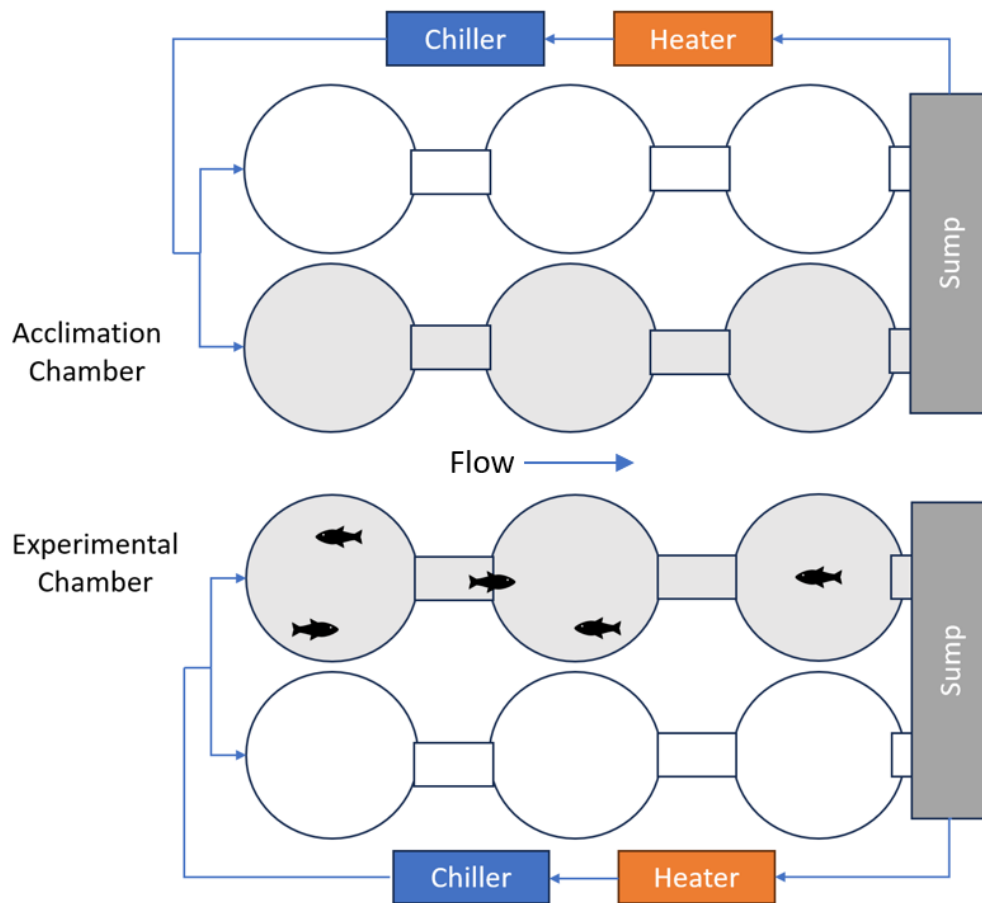 Chiller
Heater
Sump
Acclimation
Chamber
Flow
Experimental
Chamber
Sump
Chiller
Heater